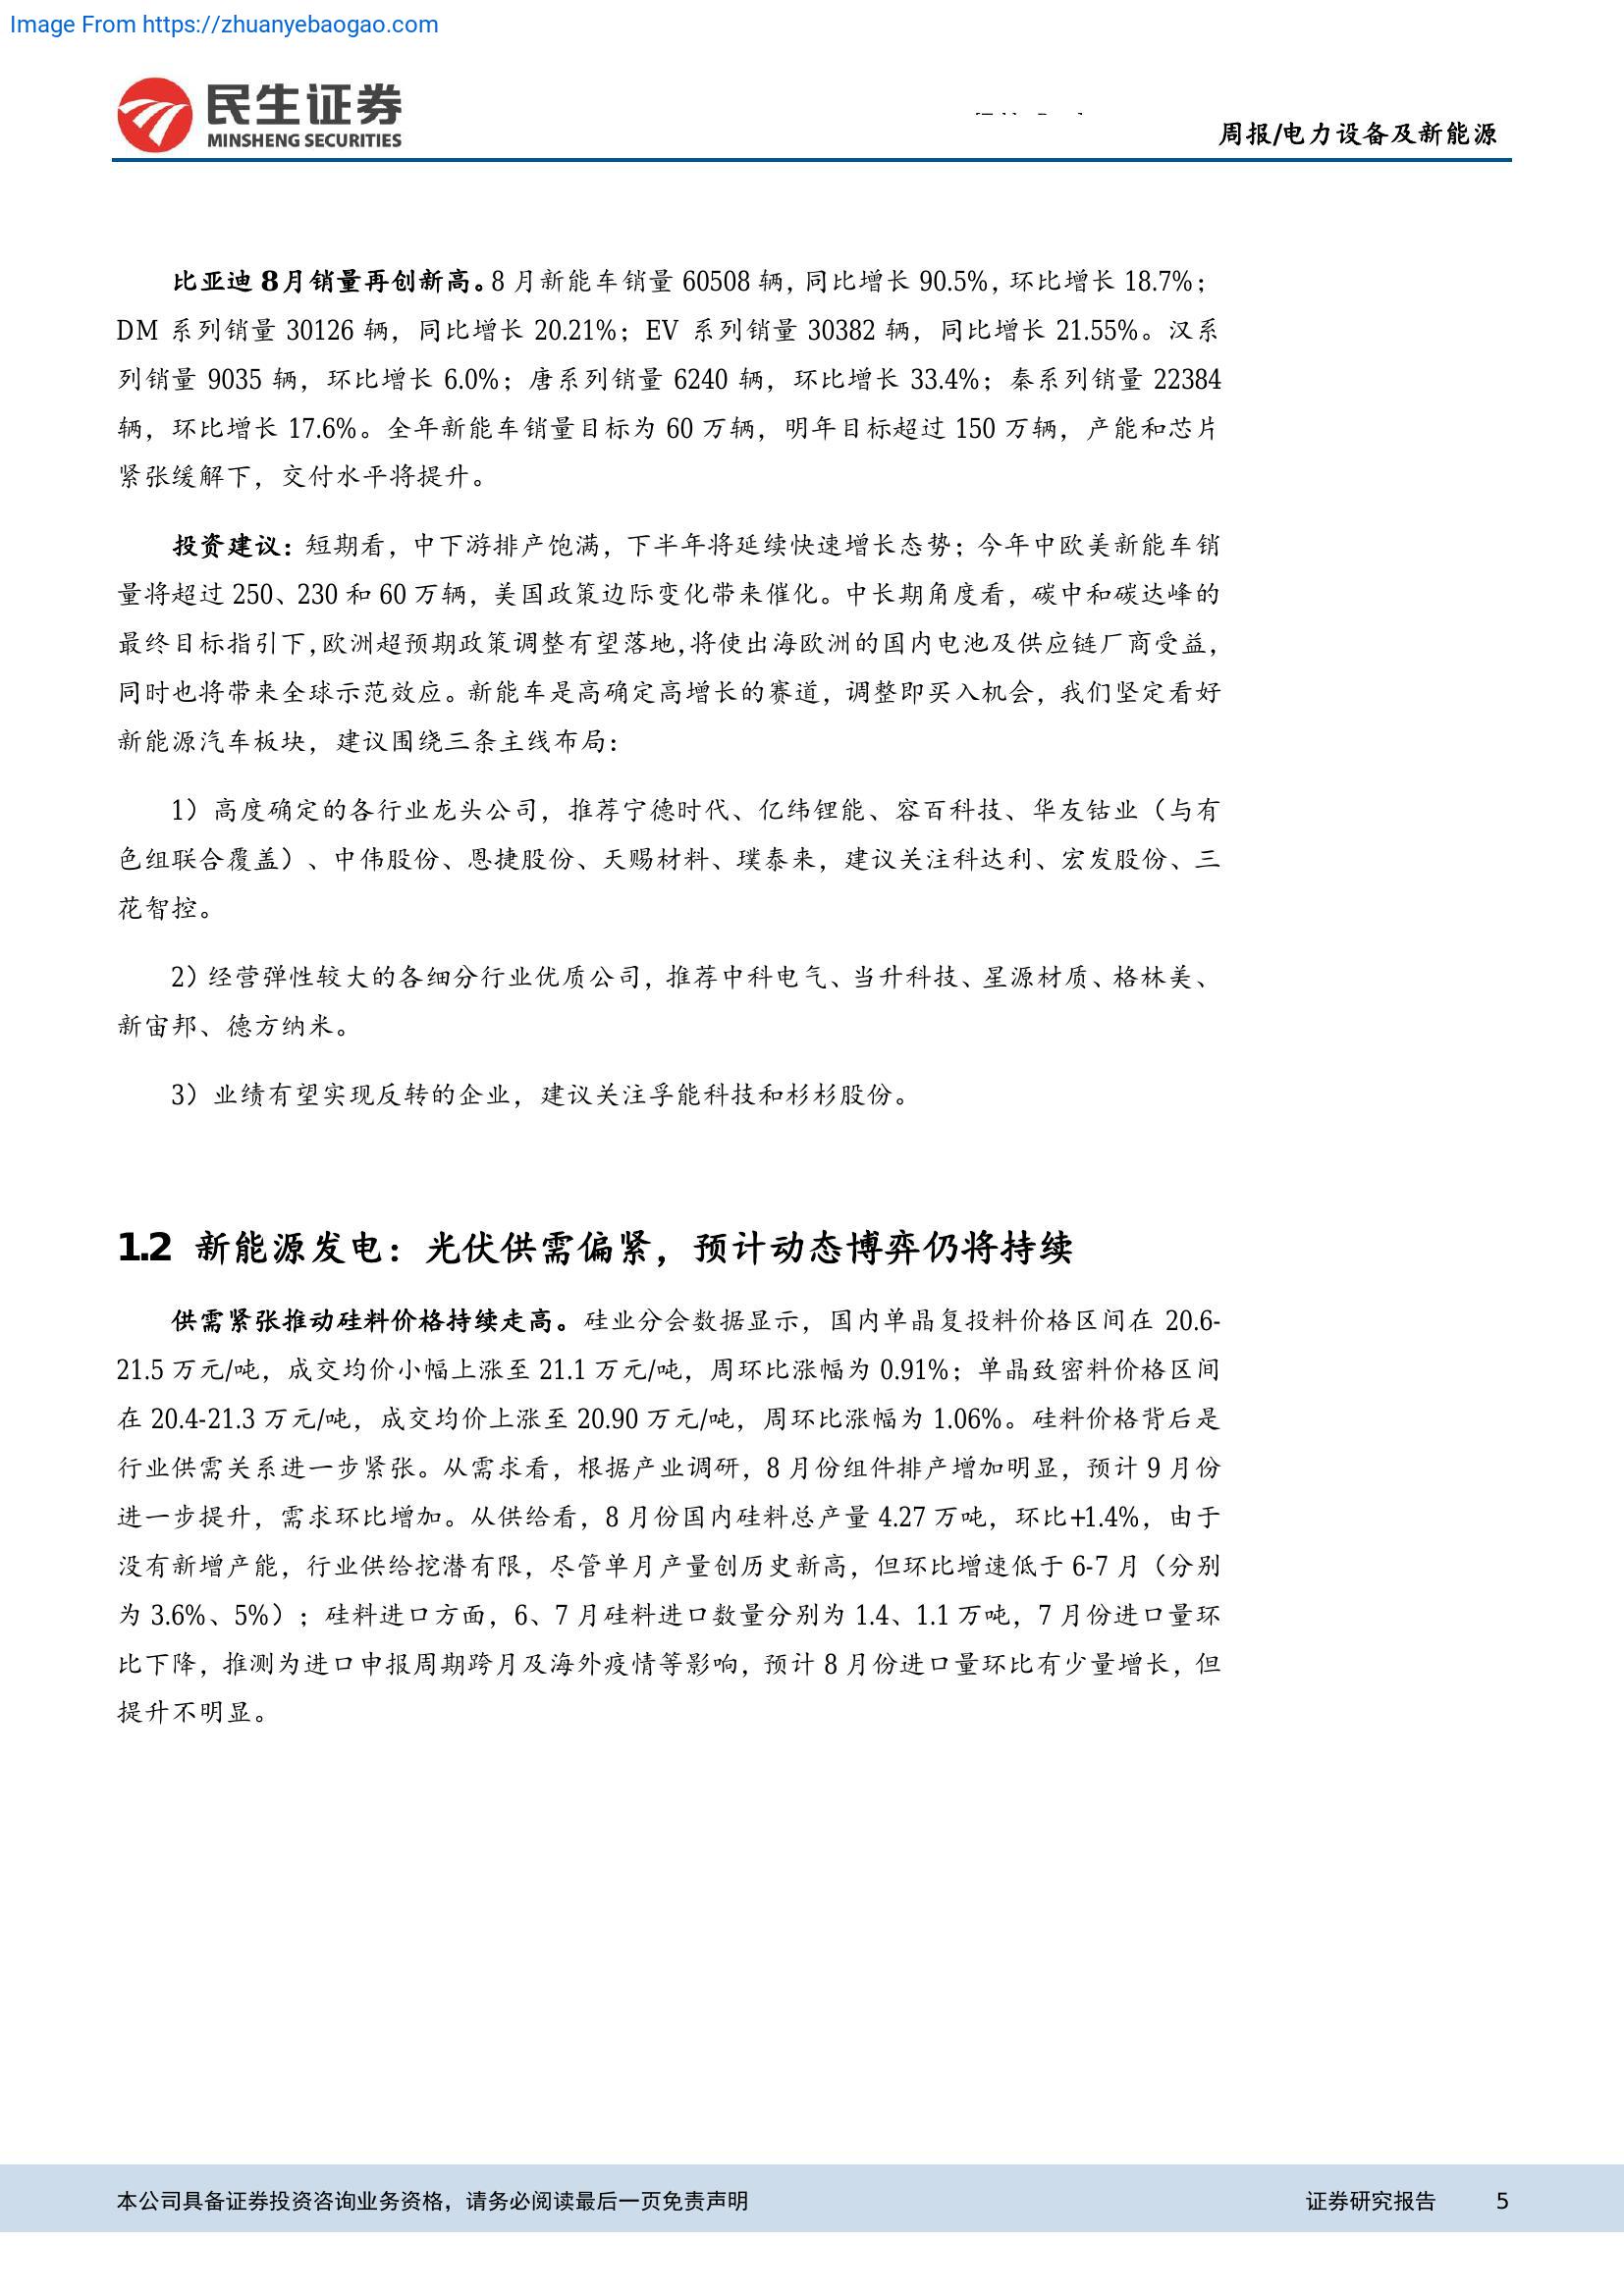 Image From https://zhuanyebaogao.com
民生证券
MINSHENG SECURITIES
周报/电力设备及新能源
比亚迪 8月销量再创新高。8 月新能车销量 60508 辆，同比增长 90.5%，环比增长 18.7%；
DM 系列销量 30126 辆，同比增长 20.21%；EV 系列销量 30382 辆，同比增长 21.55%。汉系
列销量 9035 辆，环比增长 6.0%；唐系列销量 6240 辆，环比增长 33.4%；秦系列销量 22384
辆，环比增长 17.6%。全年新能车销量目标为 60 万辆，明年目标超过 150 万辆，产能和芯片
紧张缓解下，交付水平将提升。
投资建议：短期看，中下游排产饱满，下半年将延续快速增长态势；今年中欧美新能车销
量将超过 250、230 和 60 万辆，美国政策边际变化带来催化。中长期角度看，碳中和碳达峰的
最终目标指引下，欧洲超预期政策调整有望落地，将使出海欧洲的国内电池及供应链厂商受益，
同时也将带来全球示范效应。新能车是高确定高增长的赛道，调整即买入机会，我们坚定看好
新能源汽车板块，建议围绕三条主线布局：
1）高度确定的各行业龙头公司，推荐宁德时代、亿纬锂能、容百科技、华友钴业（与有
色组联合覆盖）、中伟股份、恩捷股份、天赐材料、璞泰来，建议关注科达利、宏发股份、三
花智控。
2）经营弹性较大的各细分行业优质公司，推荐中科电气、当升科技、星源材质、格林美、
新宙邦、德方纳米。
3）业绩有望实现反转的企业，建议关注孚能科技和杉杉股份。
1.2 新能源发电：光伏供需偏紧，预计动态博弈仍将持续
供需紧张推动硅料价格持续走高。硅业分会数据显示，国内单晶复投料价格区间在 20.6-
21.5 万元/吨，成交均价小幅上涨至 21.1 万元/吨，周环比涨幅为 0.91%；单晶致密料价格区间
在 20.4-21.3 万元/吨，成交均价上涨至 20.90 万元/吨，周环比涨幅为 1.06%。硅料价格背后是
行业供需关系进一步紧张。从需求看，根据产业调研，8 月份组件排产增加明显，预计 9 月份
进一步提升，需求环比增加。从供给看，8 月份国内硅料总产量 4.27 万吨，环比+1.4%，由于
没有新增产能，行业供给挖潜有限，尽管单月产量创历史新高，但环比增速低于 6-7 月（分别
为 3.6%、5%）；硅料进口方面，6、7 月硅料进口数量分别为 1.4、1.1 万吨，7 月份进口量环
比下降，推测为进口申报周期跨月及海外疫情等影响，预计 8 月份进口量环比有少量增长，但
提升不明显。
本公司具备证券投资咨询业务资格，请务必阅读最后一页免责声明
证券研究报告 5